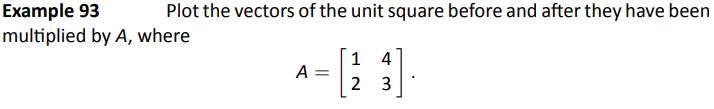 Example 93 Plot the vectors of the unit square before and after they have been
multiplied by A, where
A = [ 1 4
2 3 ] .